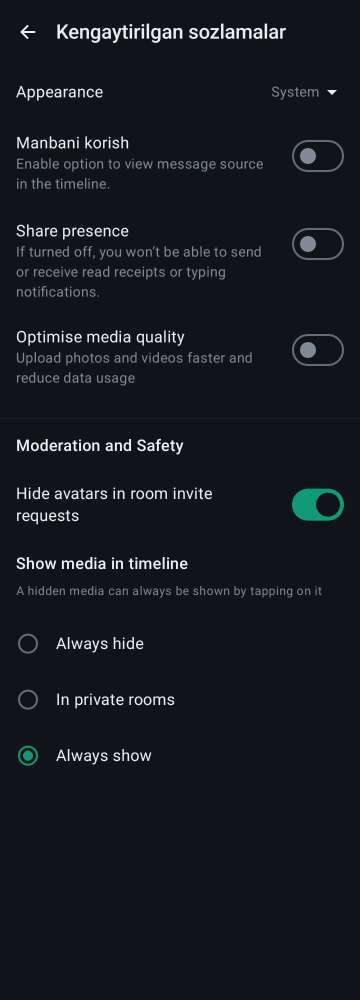 Kengaytirilgan sozlamalar
Appearance
System
Manbani korish
Enable option to view message source
in the timeline.
Share presence
If turned off, you won’t be able to send
or receive read receipts or typing
notifications.
Optimise media quality
Upload photos and videos faster and
reduce data usage
Moderation and Safety
Hide avatars in room invite
requests
Show media in timeline
A hidden media can always be shown by tapping on it
Always hide
In private rooms
Always show